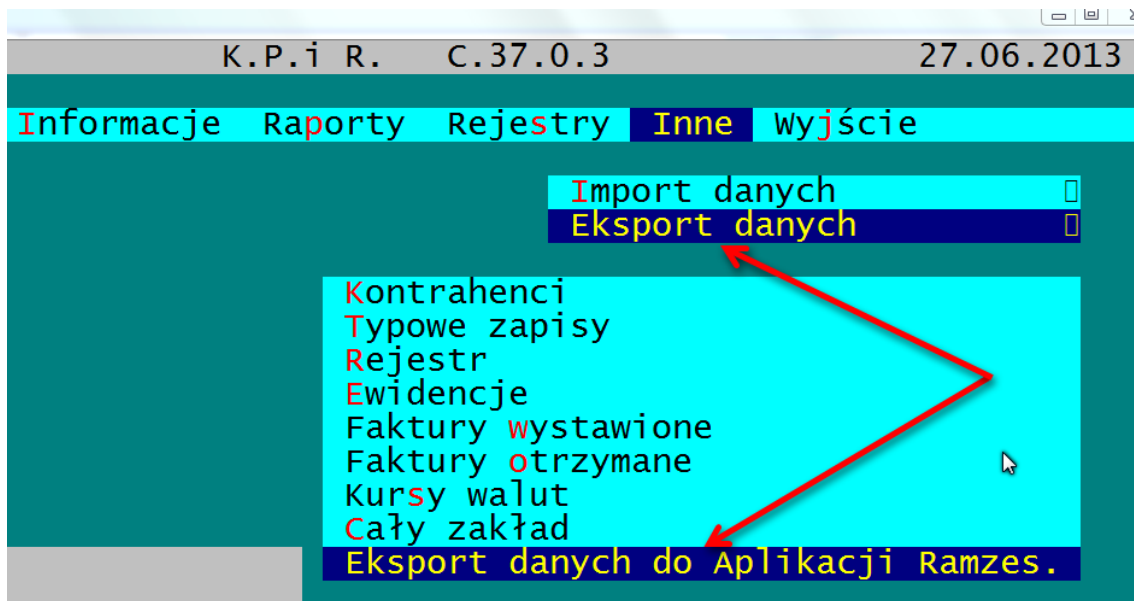 K.P.i R. C.37.0.3 27.06.2013
Informacje Raporty Rejestry Inne Wyjście
Import danych
Eksport danych
Kontrahenci
Typowe zapisy
Rejestr
Ewidencje
Faktury wystawione
Faktury otrzymane
Kursy walut
Cały zakład
Eksport danych do Aplikacji Ramzes.